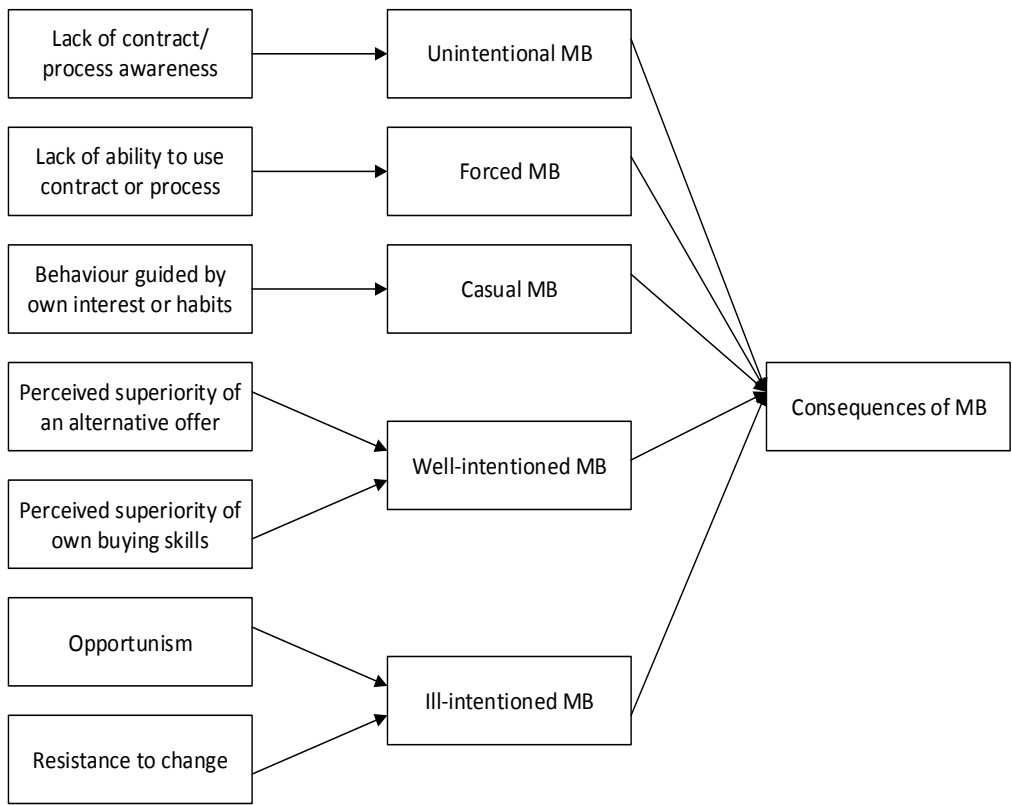 Lack of contract/
process awareness
Unintentional MB
Lack of ability to use
contract or process
Forced MB
Behaviour guided by
own interest or habits
Casual MB
Perceived superiority of
an alternative offer
Consequences of MB
Well-intentioned MB
Perceived superiority of
own buying skills
Opportunism
Ill-intentioned MB
Resistance to change